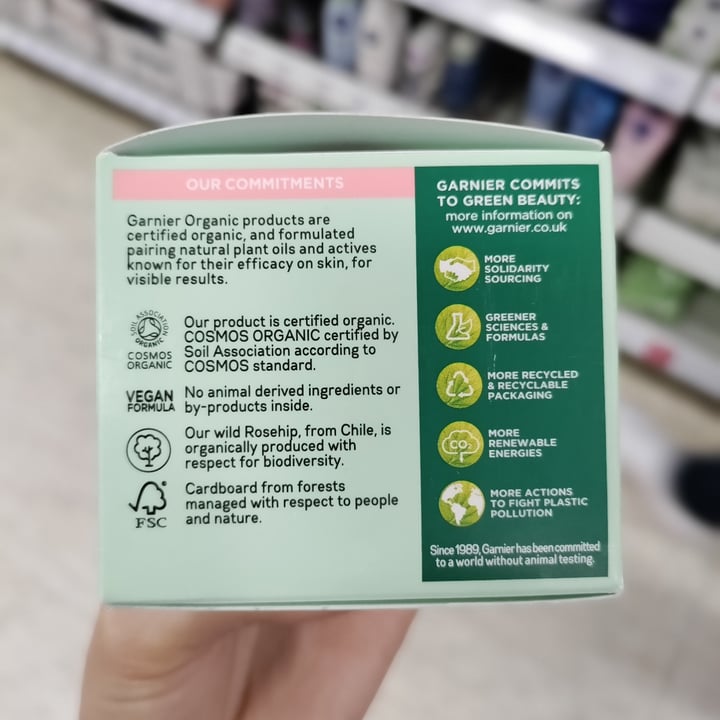 OUR COMMITMENTS
Garnier Organic products are
certified organic, and formulated
pairing natural plant oils and actives
known for their efficacy on skin, for
visible results.
SOIL ASSOCIATION
ORGANIC
COSMOS
ORGANIC
Our product is certified organic.
COSMOS ORGANIC certified by
Soil Association according to
COSMOS standard.
VEGAN
FORMULA
No animal derived ingredients or
by-products inside.
Our wild Rosehip, from Chile, is
organically produced with
respect for biodiversity.
FSC
Cardboard from forests
managed with respect to people
and nature.
GARNIER COMMITS
TO GREEN BEAUTY:
more information on
www.garnier.co.uk
MORE
SOLIDARITY
SOURCING
GREENER
SCIENCES &
FORMULAS
MORE RECYCLED
& RECYCLABLE
PACKAGING
CO₂
MORE
RENEWABLE
ENERGIES
MORE ACTIONS
TO FIGHT PLASTIC
POLLUTION
Since 1989, Garnier has been committed
to a world without animal testing.